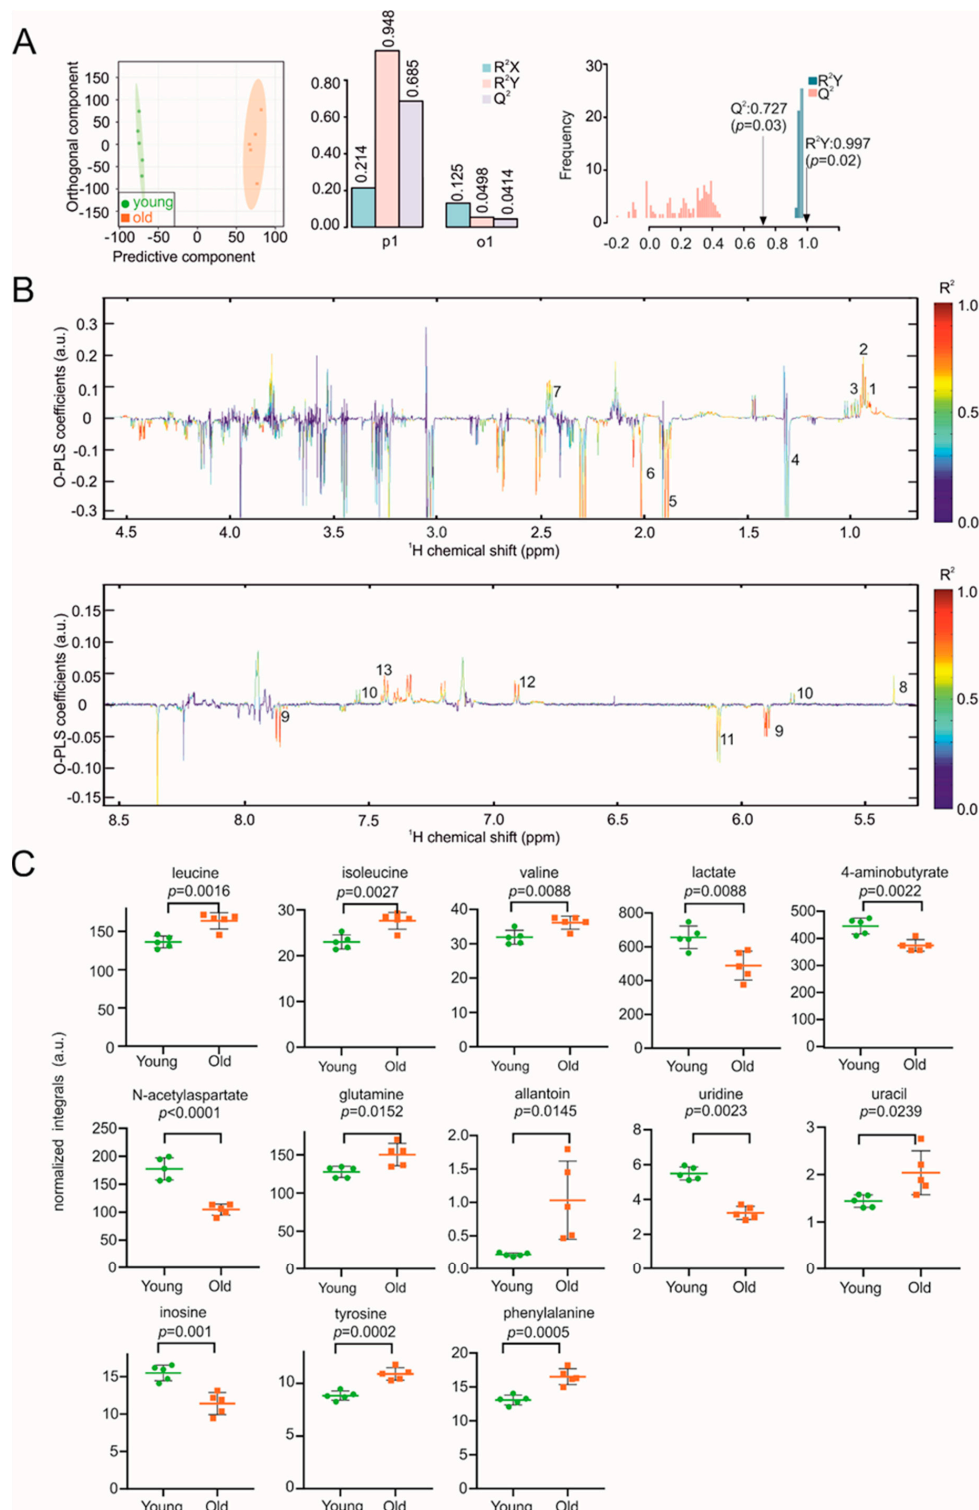 A
Orthogonal component
150
100
50
0
-50
-100
-150
young
old
-100 -50 0 50 100
Predictive component
0.80
0.60
0.40
0.20
0.00
0.214
0.948
0.685
0.125
0.0498
0.0414
p1
o1
R²X
R²Y
Q²
Frequency
30
20
10
0
Q²:0.727
(p=0.03)
R²Y
Q²
R²Y:0.997
(p=0.02)
-0.2 0.0 0.2 0.4 0.6 0.8 1.0
B
O-PLS coefficients (a.u.)
0.3
0.2
0.1
0
-0.1
-0.2
-0.3
7
6
5
4
3
2
1
4.5 4.0 3.5 3.0 2.5 2.0 1.5 1.0
¹H chemical shift (ppm)
R²
1.0
0.5
0.0
O-PLS coefficients (a.u.)
0.15
0.10
0.05
0
-0.05
-0.10
-0.15
9
10
13
12
11
10
9
8
8.5 8.0 7.5 7.0 6.5 6.0 5.5
¹H chemical shift (ppm)
R²
1.0
0.5
0.0
C
normalized integrals (a.u.)
leucine
p=0.0016
150
100
50
0
Young Old
isoleucine
p=0.0027
30
20
10
0
Young Old
valine
p=0.0088
40
30
20
10
0
Young Old
lactate
p=0.0088
800
600
400
200
0
Young Old
4-aminobutyrate
p=0.0022
500
400
300
200
100
0
Young Old
N-acetylaspartate
p<0.0001
250
200
150
100
50
0
Young Old
glutamine
p=0.0152
150
100
50
0
Young Old
allantoin
p=0.0145
2.0
1.5
1.0
0.5
0.0
Young Old
uridine
p=0.0023
8
6
4
2
0
Young Old
uracil
p=0.0239
3
2
1
0
Young Old
inosine
p=0.001
15
10
5
0
Young Old
tyrosine
p=0.0002
10
5
0
Young Old
phenylalanine
p=0.0005
20
15
10
5
0
Young Old